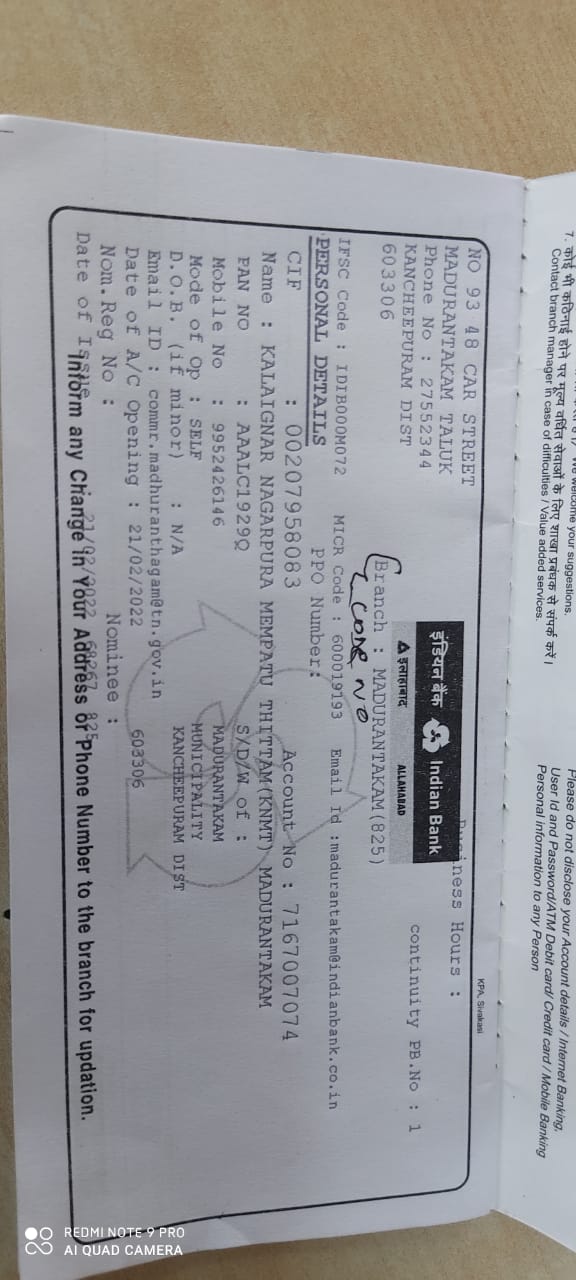 7. कोई भी कठिनाई होने पर मूल्य वर्धित सेवाओं के लिए शाखा प्रबंधक से संपर्क करें।
Contact branch manager in case of difficulties / Value added services.
We welcome your suggestions.
Please do not disclose your Account details / Internet Banking,
User Id and Password/ATM Debit card/ Credit card / Mobile Banking
Personal information to any Person
KPA, Sivakasi
NO 93 48 CAR STREET
MADURANTAKAM TALUK
Phone No : 27552344
KANCHEEPURAM DIST
603306
इंडियन बैंक Indian Bank
इलाहाबाद ALLAHABAD
Business Hours :
continuity PB.No : 1
Branch : MADURANTAKAM(825)
CODE NO
IFSC Code : IDIB000M072 MICR Code : 600019193 Email Id :madurantakam@indianbank.co.in
PERSONAL DETAILS PPO Number:
CIF : 00207958083 Account No : 7167007074
Name : KALAIGNAR NAGARPURA MEMPATU THITTAM(KNMT) MADURANTAKAM
PAN NO : AAALC1929Q S/D/W of :
Mobile No : 9952426146 MADURANTAKAM
Mode of Op : SELF MUNICIPALITY
D.O.B. (if minor) : N/A KANCHEEPURAM DIST
Email ID : commr.madhuranthagam@tn.gov.in
Date of A/C Opening : 21/02/2022 603306
Nom.Reg No : Nominee :
Date of Issue 21/02/2022 68267 825
Inform any Change in Your Address or Phone Number to the branch for updation.
REDMI NOTE 9 PRO
AI QUAD CAMERA